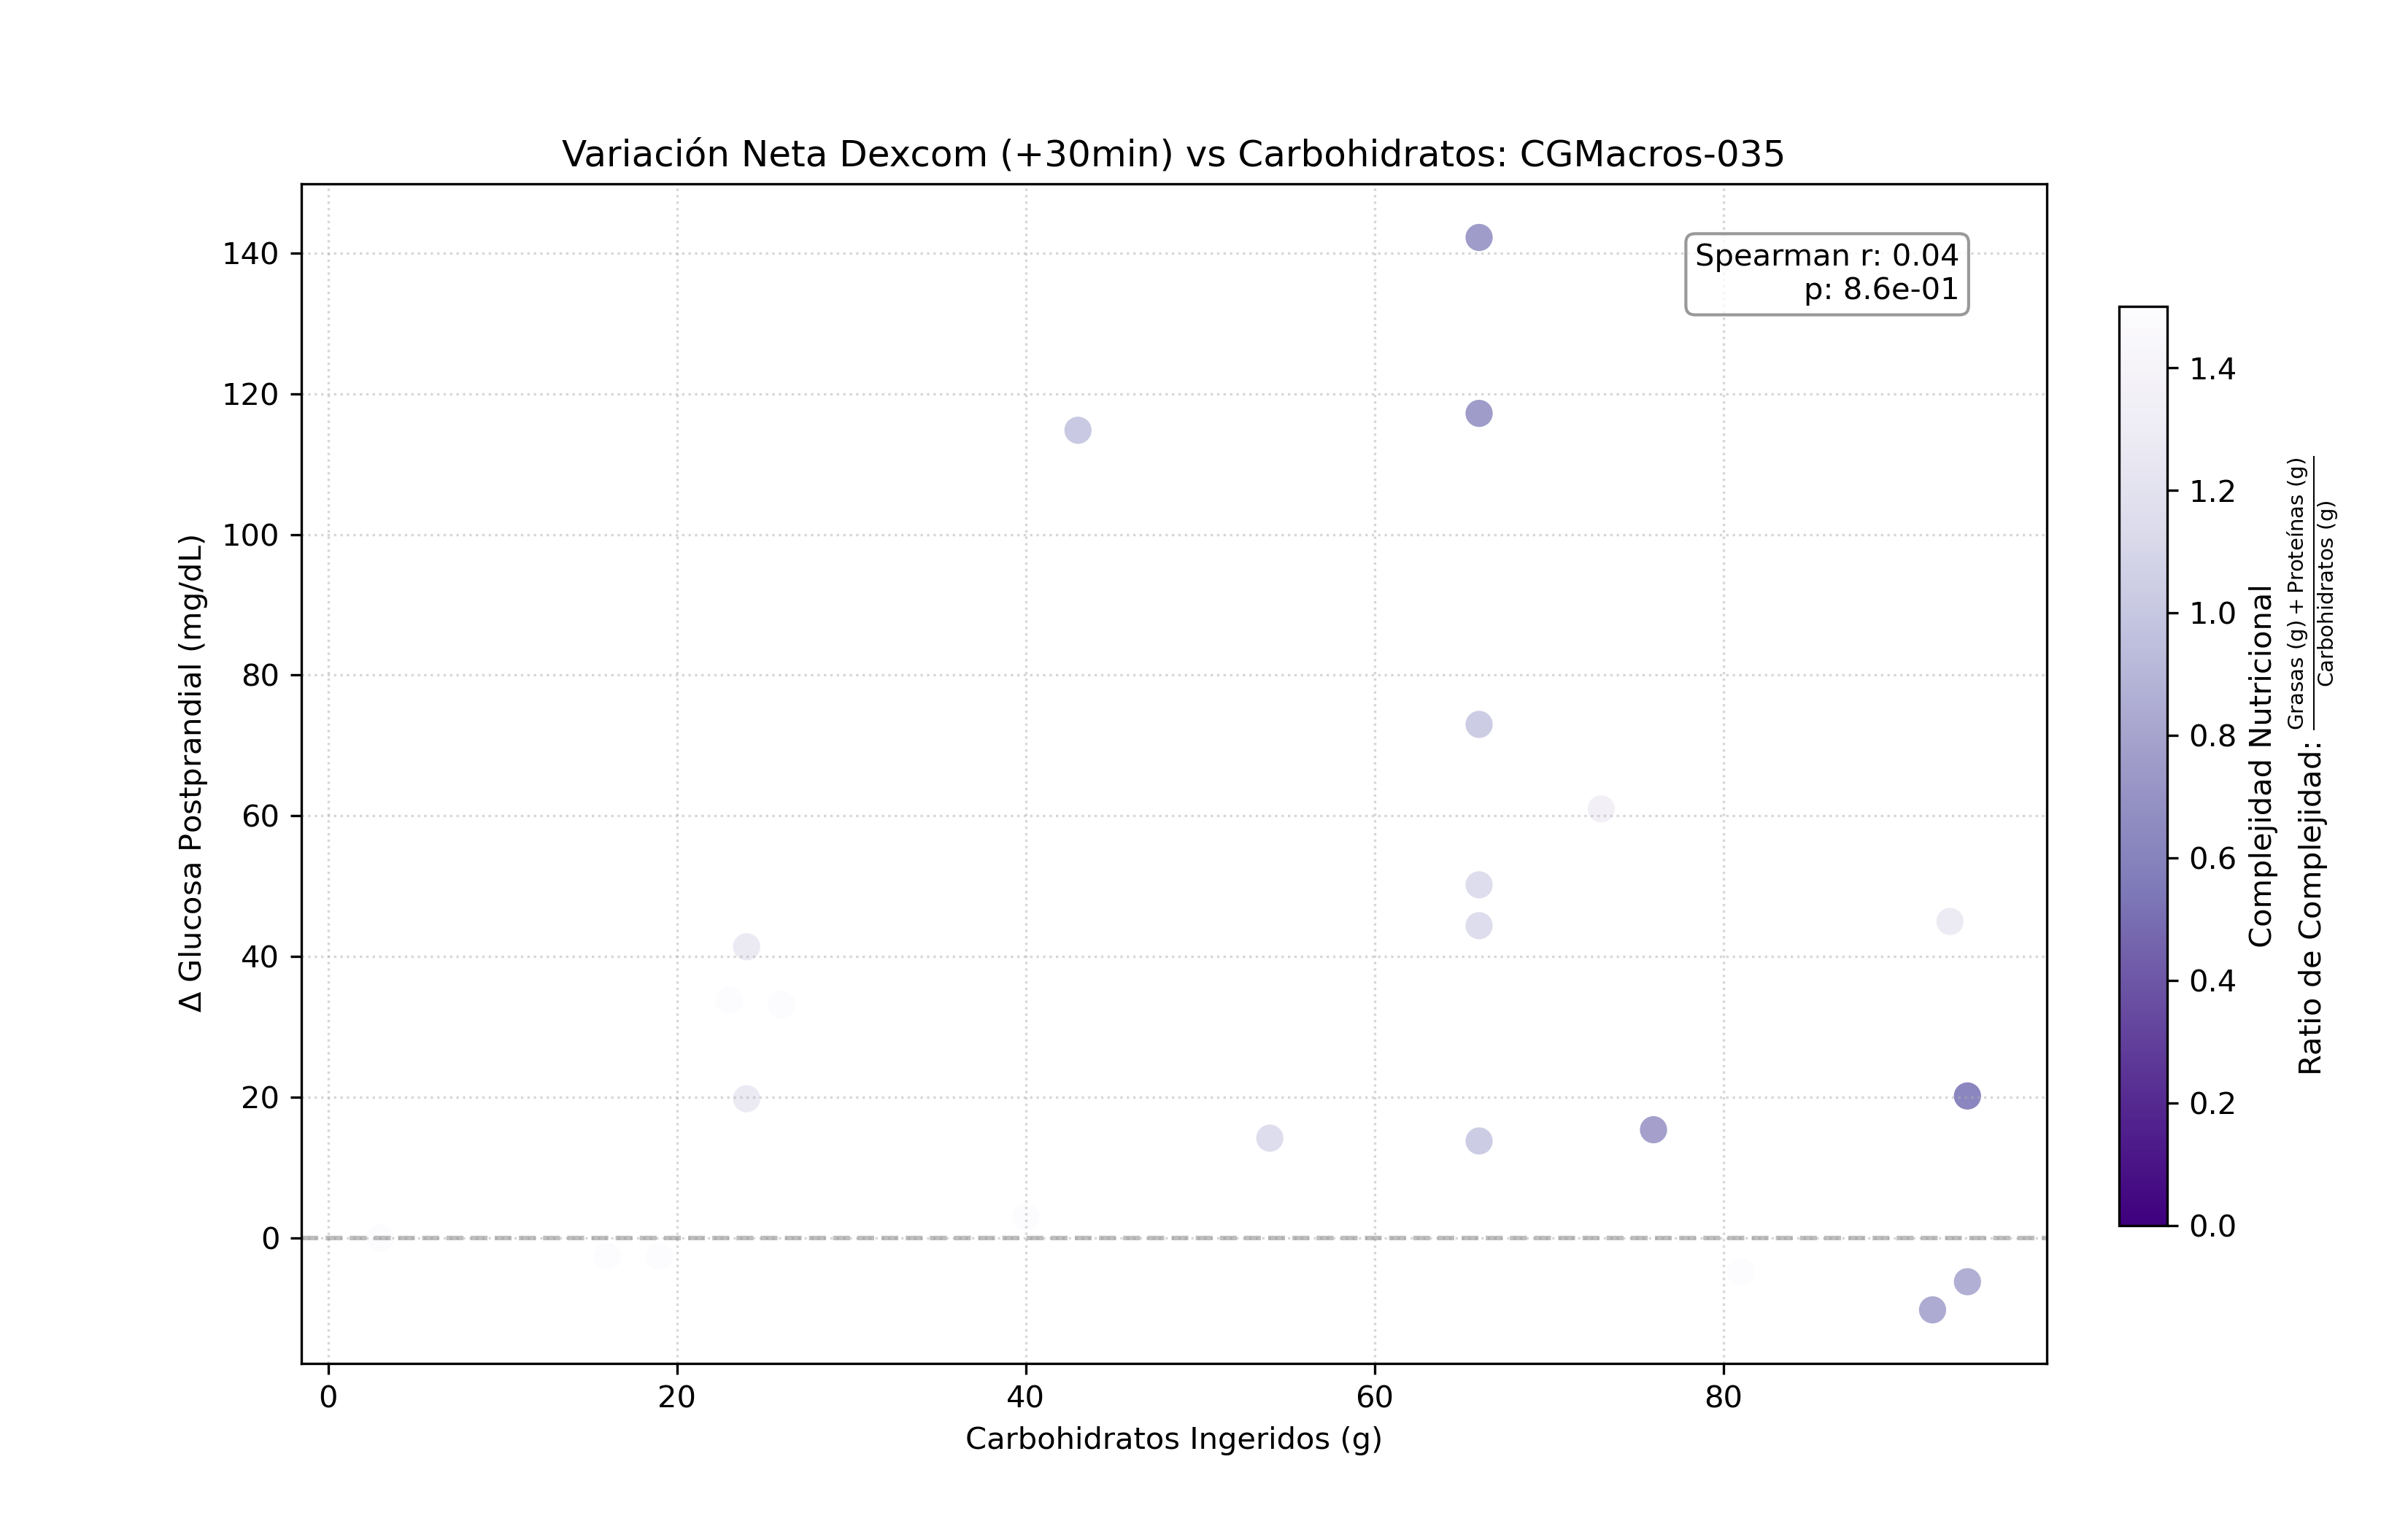 Variación Neta Dexcom (+30min) vs Carbohidratos: CGMacros-035
Spearman r: 0.04
p: 8.6e-01
Δ Glucosa Postprandial (mg/dL)
140
120
100
80
60
40
20
0
0
20
40
60
80
Carbohidratos Ingeridos (g)
1.4
1.2
1.0
0.8
0.6
0.4
0.2
0.0
Complejidad Nutricional
Ratio de Complejidad: Grasas (g) + Proteínas (g)
Carbohidratos (g)